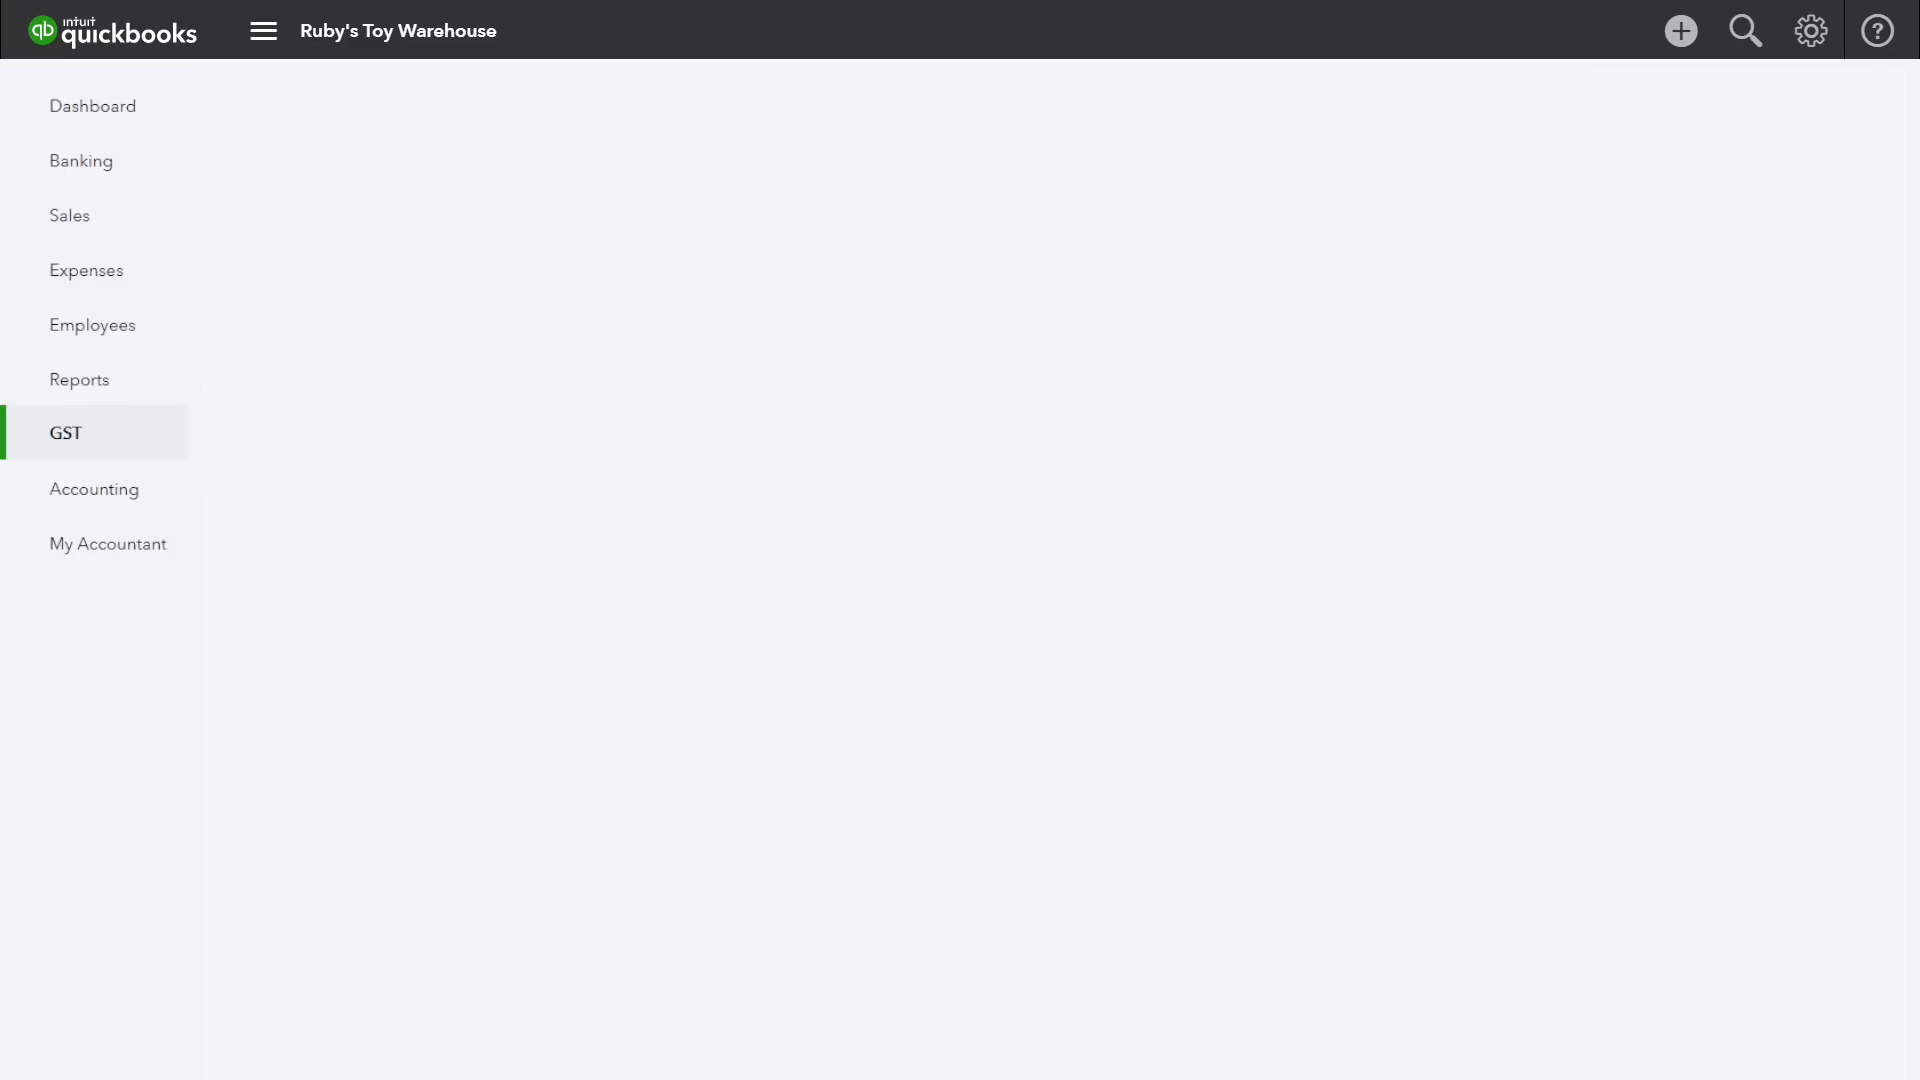 intuit
quickbooks
Ruby's Toy Warehouse
Dashboard
Banking
Sales
Expenses
Employees
Reports
GST
Accounting
My Accountant